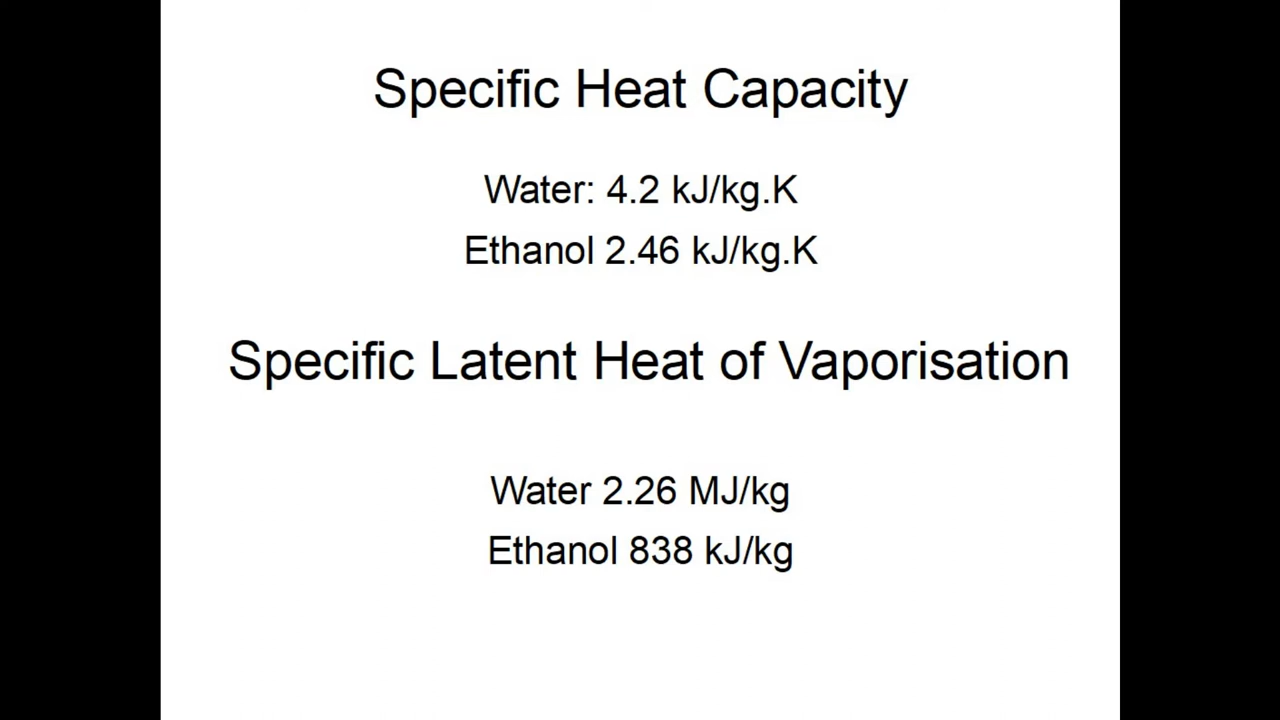 Specific Heat Capacity
Water: 4.2 kJ/kg.K
Ethanol 2.46 kJ/kg.K
Specific Latent Heat of Vaporisation
Water 2.26 MJ/kg
Ethanol 838 kJ/kg